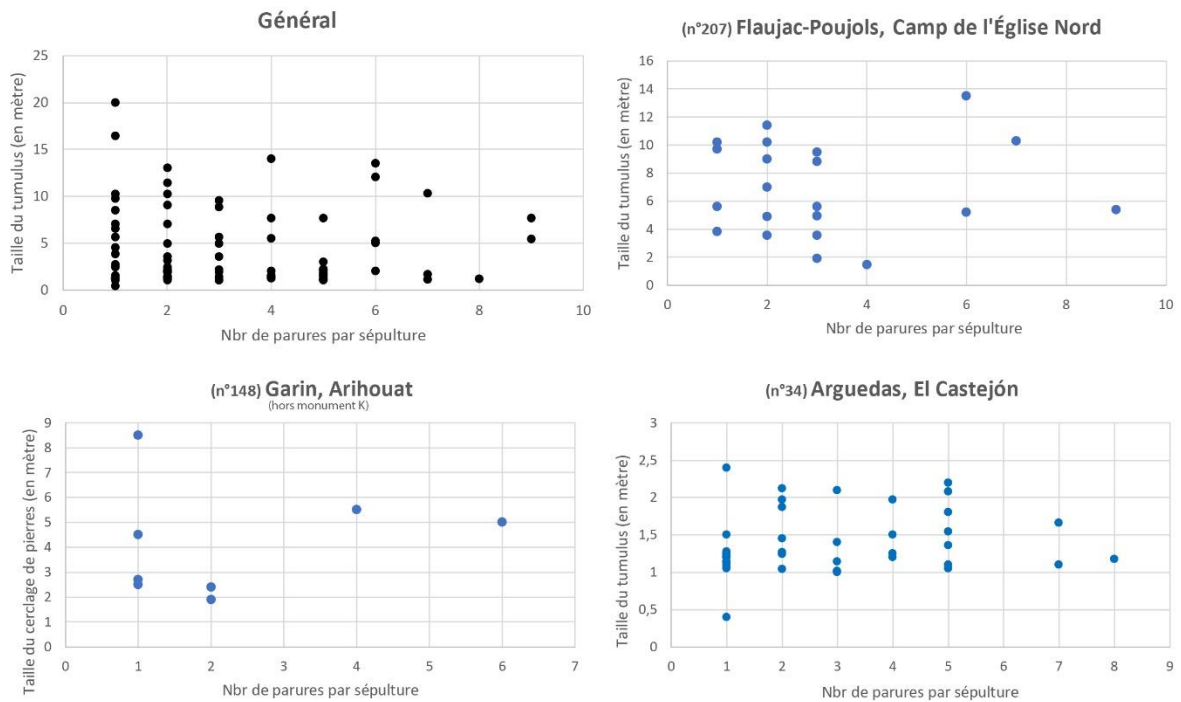 Général
Taille du tumulus (en mètre)
25
20
15
10
5
0
0 2 4 6 8 10
Nbr de parures par sépulture
(n°207) Flaujac-Poujols, Camp de l'Église Nord
Taille du tumulus (en mètre)
16
14
12
10
8
6
4
2
0
0 2 4 6 8 10
Nbr de parures par sépulture
(n°148) Garin, Arihouat
(hors monument K)
Taille du cerclage de pierres (en mètre)
9
8
7
6
5
4
3
2
1
0
0 1 2 3 4 5 6 7
Nbr de parures par sépulture
(n°34) Arguedas, El Castejón
Taille du tumulus (en mètre)
3
2,5
2
1,5
1
0,5
0
0 1 2 3 4 5 6 7 8 9
Nbr de parures par sépulture